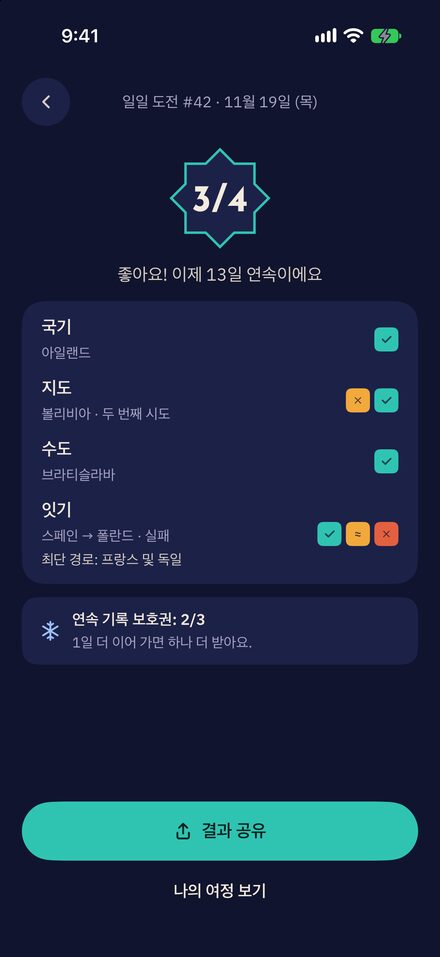 9:41
일일 도전 #42 · 11월 19일 (목)
3/4
좋아요! 이제 13일 연속이에요
국기
아일랜드
지도
볼리비아 · 두 번째 시도
수도
브라티슬라바
잇기
스페인 → 폴란드 · 실패
최단 경로: 프랑스 및 독일
연속 기록 보호권: 2/3
1일 더 이어 가면 하나 더 받아요.
결과 공유
나의 여정 보기